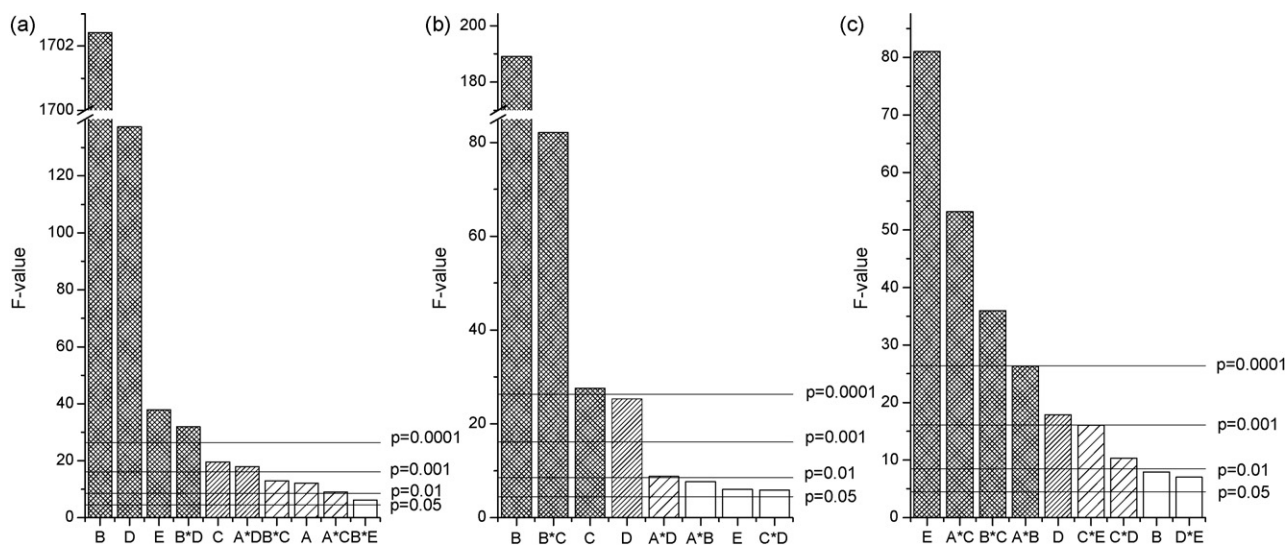 (a)
F-value
1702
1700
120
100
80
60
40
20
0
p=0.0001
p=0.001
p=0.01
p=0.05
B D E B*D C A*D B*C A A*C B*E
(b)
F-value
200
190
180
80
60
40
20
0
p=0.0001
p=0.001
p=0.01
p=0.05
B B*C C D A*D A*B E C*D
(c)
F-value
80
70
60
50
40
30
20
10
0
p=0.0001
p=0.001
p=0.01
p=0.05
E A*C B*C A*B D C*E C*D B D*E